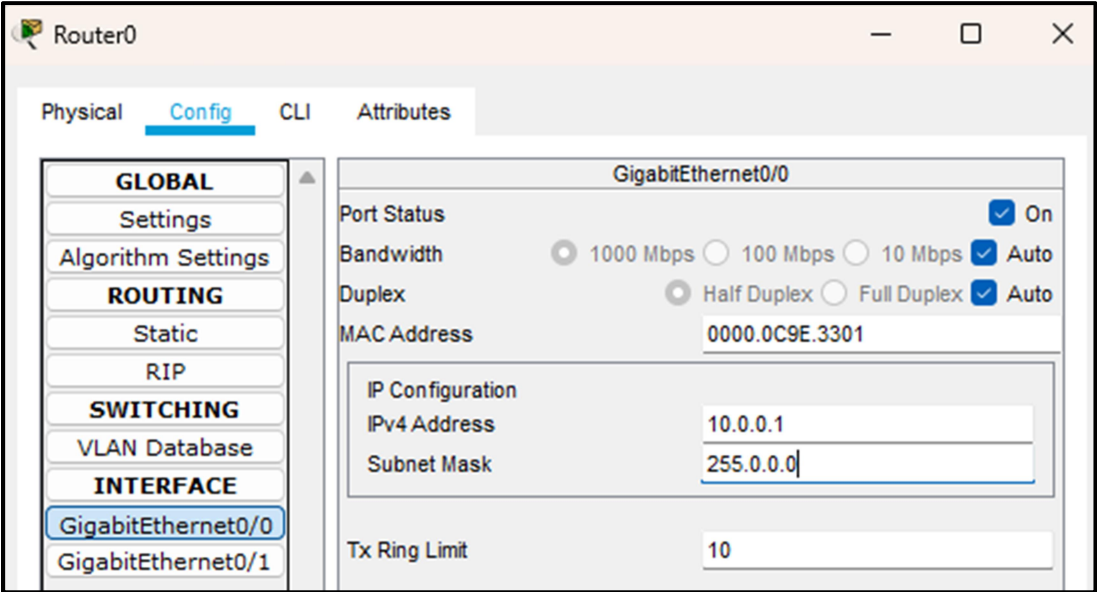 Router0
Physical Config CLI Attributes
GLOBAL
Settings
Algorithm Settings
ROUTING
Static
RIP
SWITCHING
VLAN Database
INTERFACE
GigabitEthernet0/0
GigabitEthernet0/1
GigabitEthernet0/0
Port Status On
Bandwidth 1000 Mbps 100 Mbps 10 Mbps Auto
Duplex Half Duplex Full Duplex Auto
MAC Address 0000.0C9E.3301
IP Configuration
IPv4 Address 10.0.0.1
Subnet Mask 255.0.0.0
Tx Ring Limit 10